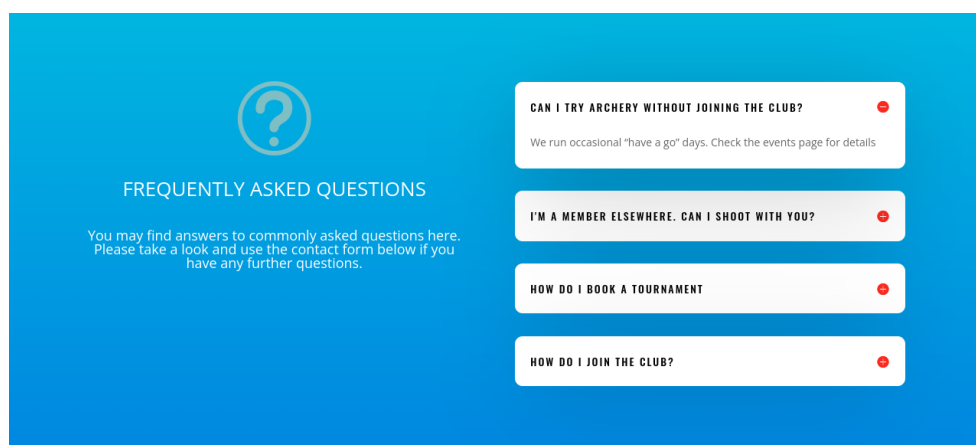 FREQUENTLY ASKED QUESTIONS
You may find answers to commonly asked questions here.
Please take a look and use the contact form below if you
have any further questions.
CAN I TRY ARCHERY WITHOUT JOINING THE CLUB?
We run occasional “have a go” days. Check the events page for details
I'M A MEMBER ELSEWHERE. CAN I SHOOT WITH YOU?
HOW DO I BOOK A TOURNAMENT
HOW DO I JOIN THE CLUB?